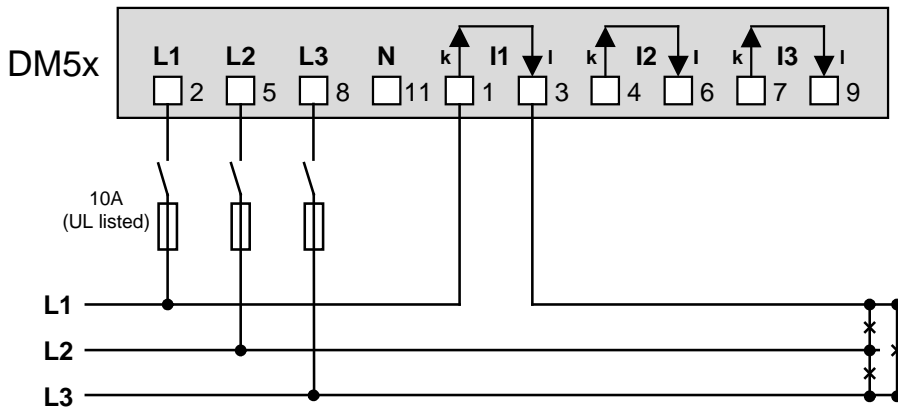 DM5x
L1 L2 L3 N k I1 l k I2 l k I3 l
2 5 8 11 1 3 4 6 7 9
10A
(UL listed)
L1
L2
L3